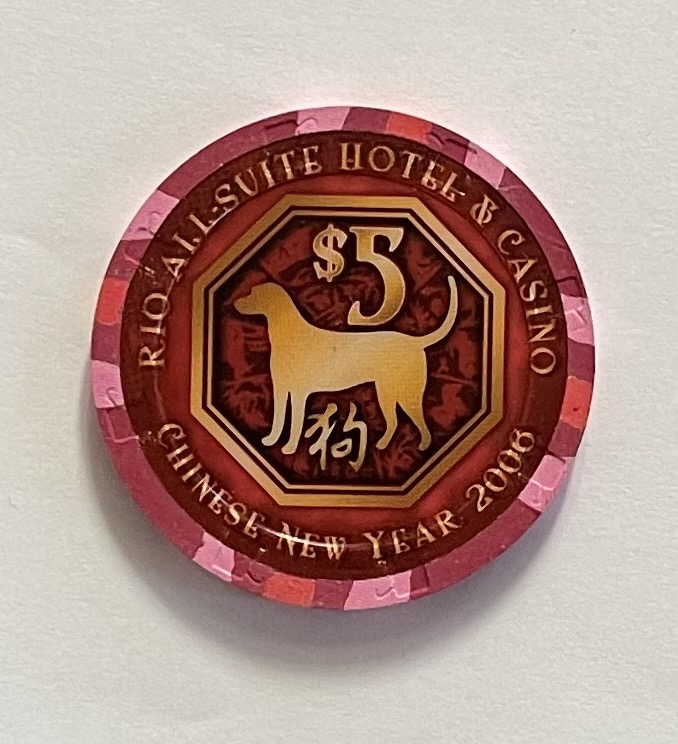 RIO ALL-SUITE HOTEL & CASINO
$5
狗
CHINESE NEW YEAR 2006